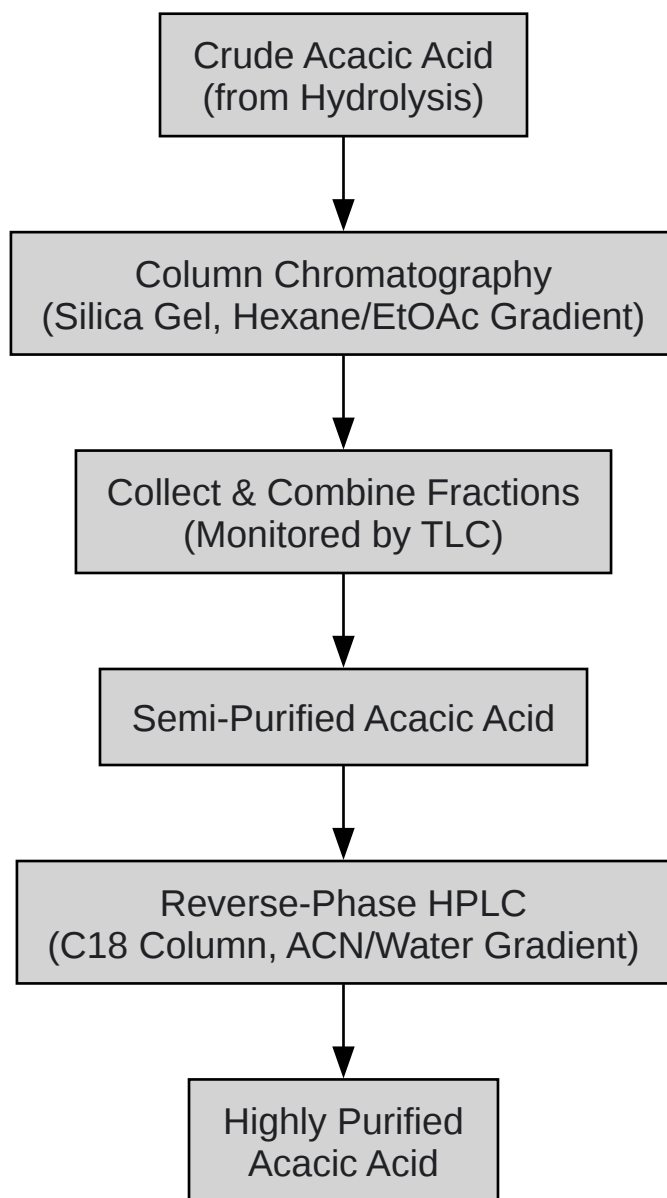 Crude Acacic Acid
(from Hydrolysis)
Column Chromatography
(Silica Gel, Hexane/EtOAc Gradient)
Collect & Combine Fractions
(Monitored by TLC)
Semi-Purified Acacic Acid
Reverse-Phase HPLC
(C18 Column, ACN/Water Gradient)
Highly Purified
Acacic Acid